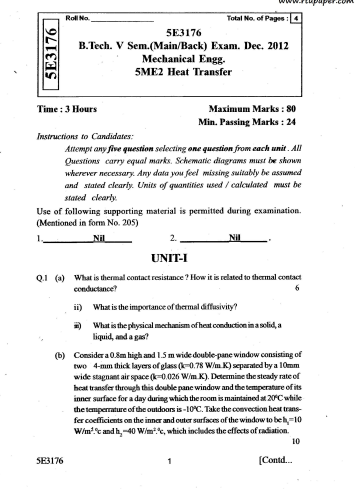 www.rtupaper.com
Roll No.
Total No. of Pages : 4
5E3176
5E3176
B.Tech. V Sem.(Main/Back) Exam. Dec. 2012
Mechanical Engg.
5ME2 Heat Transfer
Time : 3 Hours
Maximum Marks : 80
Min. Passing Marks : 24
Instructions to Candidates:
Attempt any five question selecting one question from each unit . All
Questions carry equal marks. Schematic diagrams must be shown
wherever necessary. Any data you feel missing suitably be assumed
and stated clearly. Units of quantities used / calculated must be
stated clearly.
Use of following supporting material is permitted during examination.
(Mentioned in form No. 205)
1. Nil 2. Nil .
UNIT-I
Q.1 (a) What is thermal contact resistance ? How it is related to thermal contact
conductance? 6
ii) What is the importance of thermal diffusivity?
iii) What is the physical mechanism of heat conduction in a solid, a
liquid, and a gas?
(b) Consider a 0.8m high and 1.5 m wide double-pane window consisting of
two 4-mm thick layers of glass (k=0.78 W/m.K) separated by a 10mm
wide stagnant air space (k=0.026 W/m.K). Determine the steady rate of
heat transfer through this double pane window and the temperature of its
inner surface for a day during which the room is maintained at 20⁰C while
the temperrature of the outdoors is -10⁰C. Take the convection heat trans-
fer coefficients on the inner and outer surfaces of the window to be h₁=10
W/m².⁰c and h₂=40 W/m².⁰c, which includes the effects of radiation.
10
5E3176
1
[Contd...